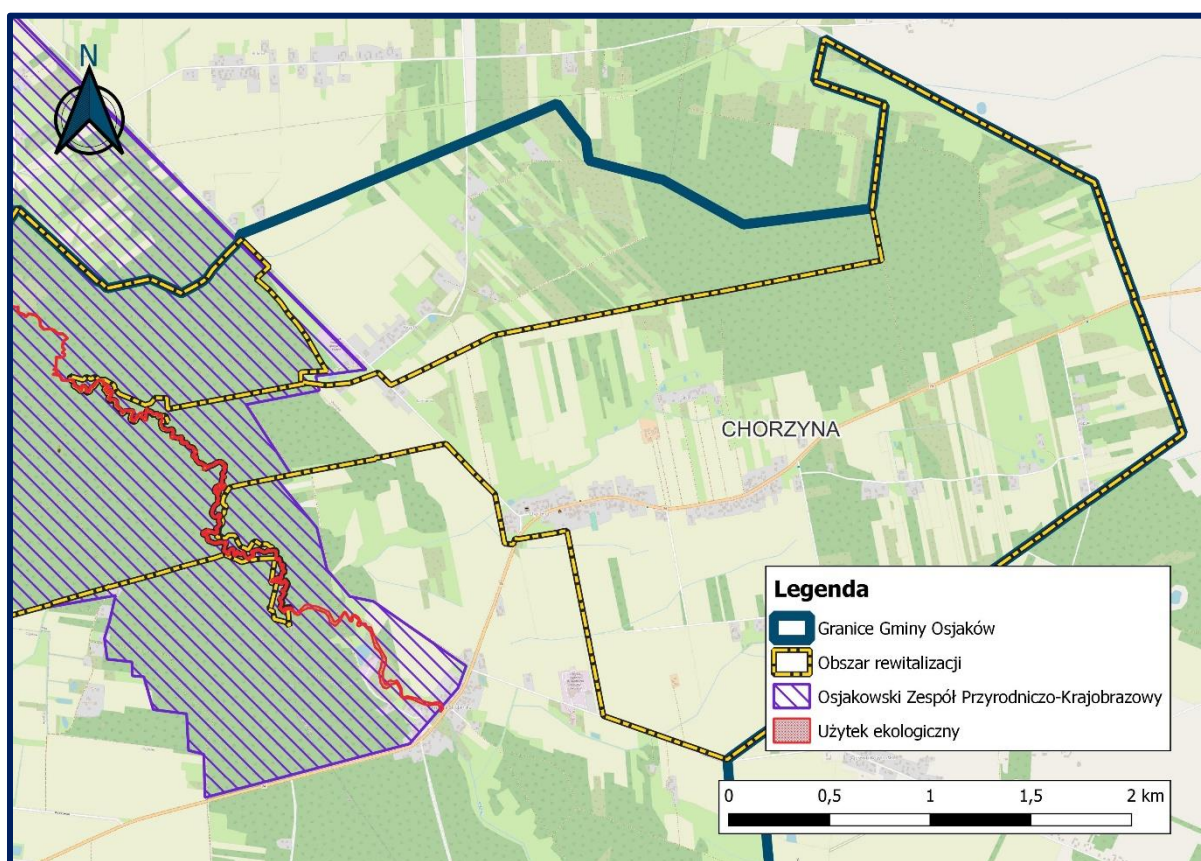 N
CHORZYNA
Legenda
Granice Gminy Osjaków
Obszar rewitalizacji
Osjakowski Zespół Przyrodniczo-Krajobrazowy
Użytek ekologiczny
0 0,5 1 1,5 2 km